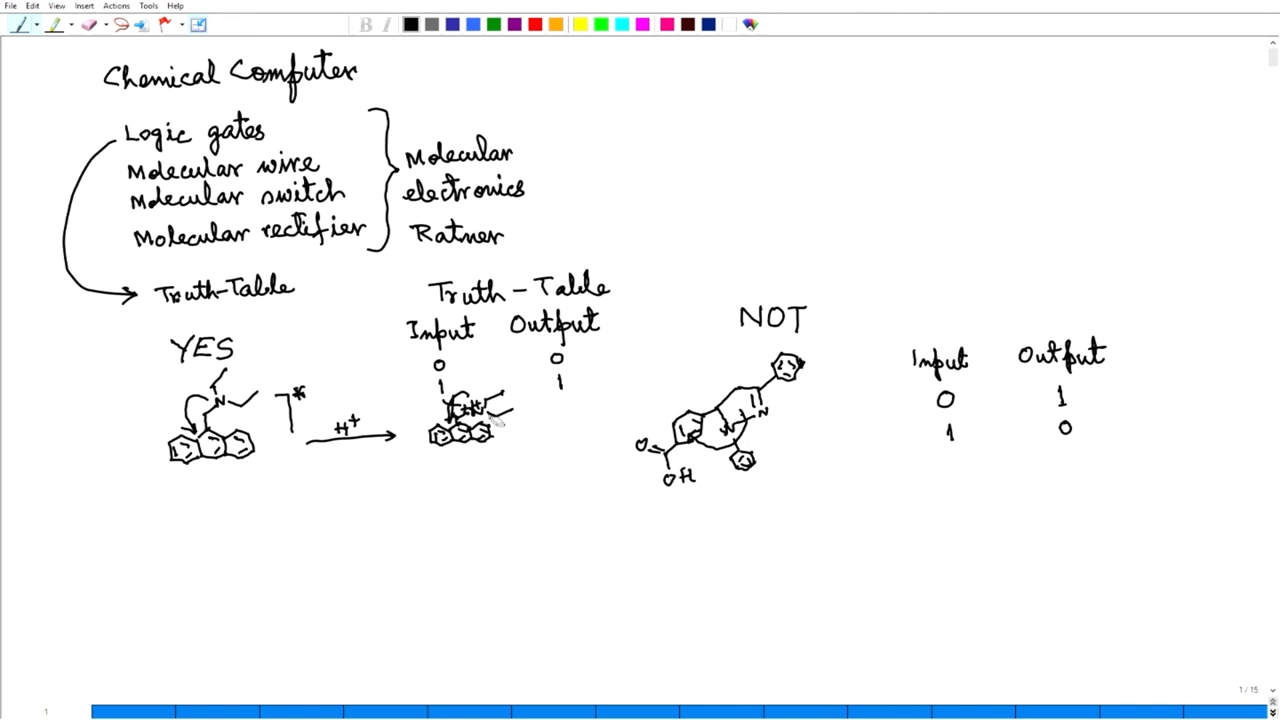 File Edit View Insert Actions Tools Help
B I
Chemical Computer
Logic gates
Molecular wire
Molecular switch
Molecular rectifier
Molecular
electronics
Ratner
Truth-Table
Truth - Table
Input Output
0 0
1 1
YES
N
*
H+
NOT
N
N
O
OH
Input Output
0 1
1 0
1 / 15
1